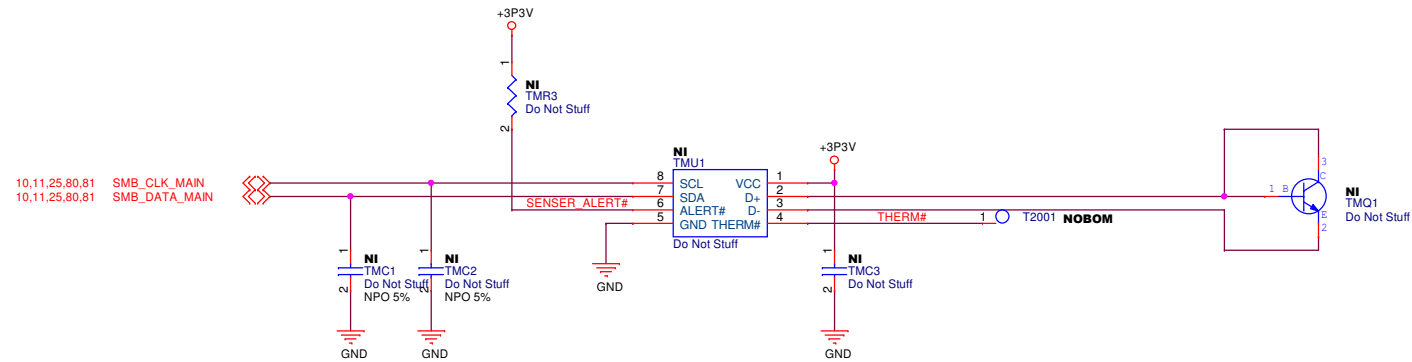 +3P3V
1
NI
TMR3
Do Not Stuff
2
+3P3V
NI
TMU1
10,11,25,80,81 SMB_CLK_MAIN
10,11,25,80,81 SMB_DATA_MAIN
SENSER_ALERT#
8 SCL VCC 1
7 SDA D+ 2
6 ALERT# D- 3
5 GND THERM# 4
Do Not Stuff
THERM#
1 T2001 NOBOM
3
C
1 B
E
2
NI
TMQ1
Do Not Stuff
1
NI
TMC1
Do Not Stuff
2 NPO 5%
1
NI
TMC2
Do Not Stuff
2 NPO 5%
GND
1
NI
TMC3
Do Not Stuff
2
GND
GND
GND